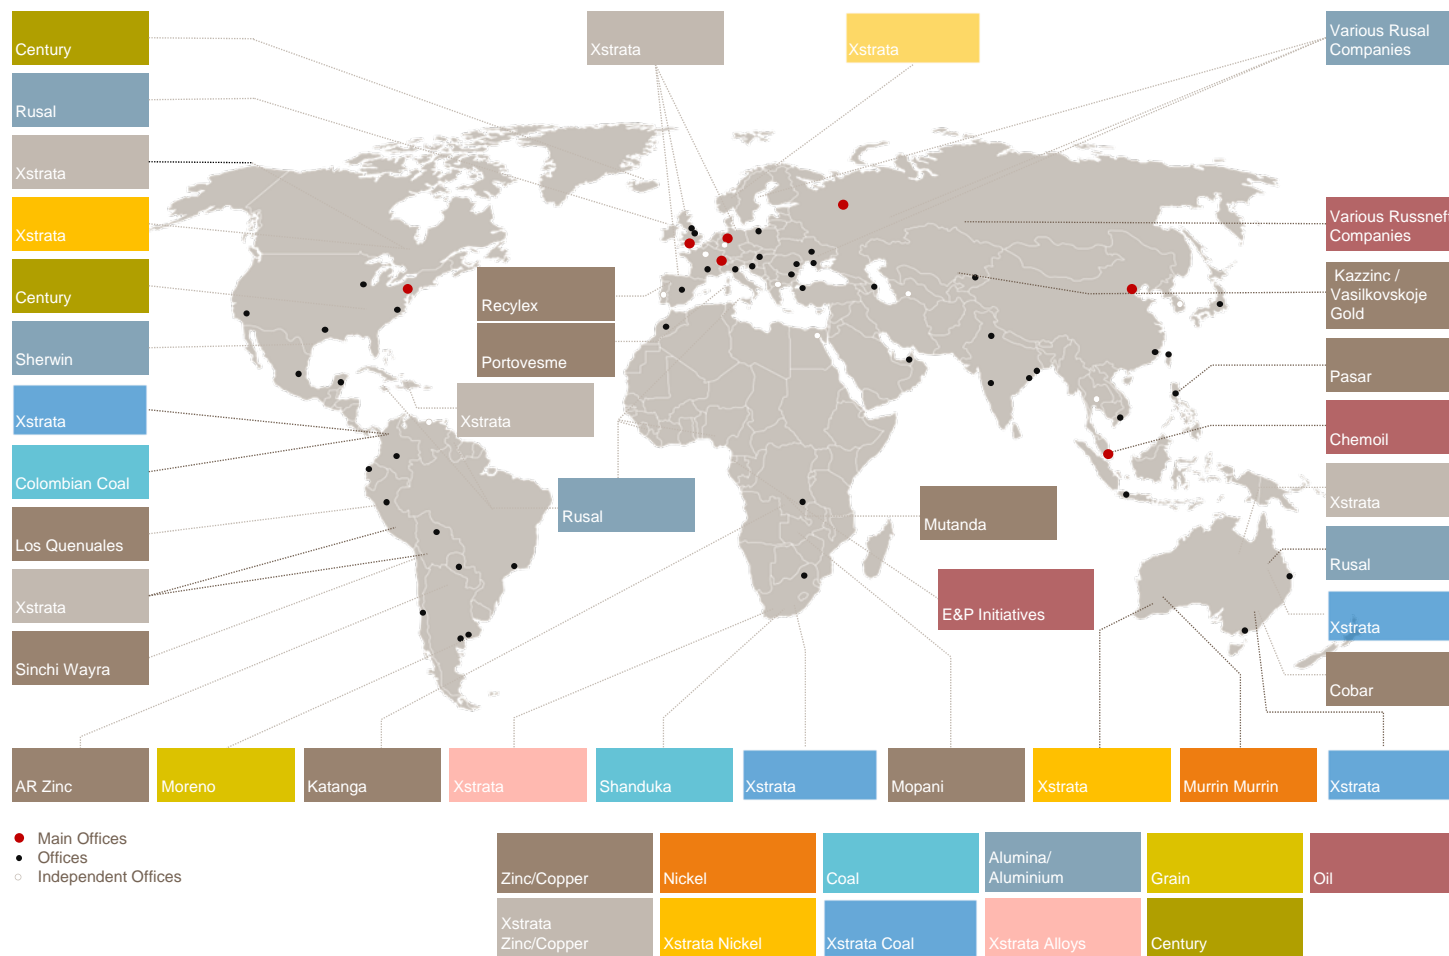 Century
Xstrata
Xstrata
Various Rusal
Companies
Rusal
Xstrata
Xstrata
Various Russneft
Companies
Century
Recylex
Kazzinc /
Vasilkovskoje
Gold
Sherwin
Portovesme
Pasar
Xstrata
Xstrata
Chemoil
Colombian Coal
Xstrata
Los Quenuales
Rusal
Mutanda
Rusal
Xstrata
E&P Initiatives
Xstrata
Sinchi Wayra
Cobar
AR Zinc
Moreno
Katanga
Xstrata
Shanduka
Xstrata
Mopani
Xstrata
Murrin Murrin
Xstrata
Main Offices
Offices
Independent Offices
Zinc/Copper
Nickel
Coal
Alumina/
Aluminium
Grain
Oil
Xstrata
Zinc/Copper
Xstrata Nickel
Xstrata Coal
Xstrata Alloys
Century